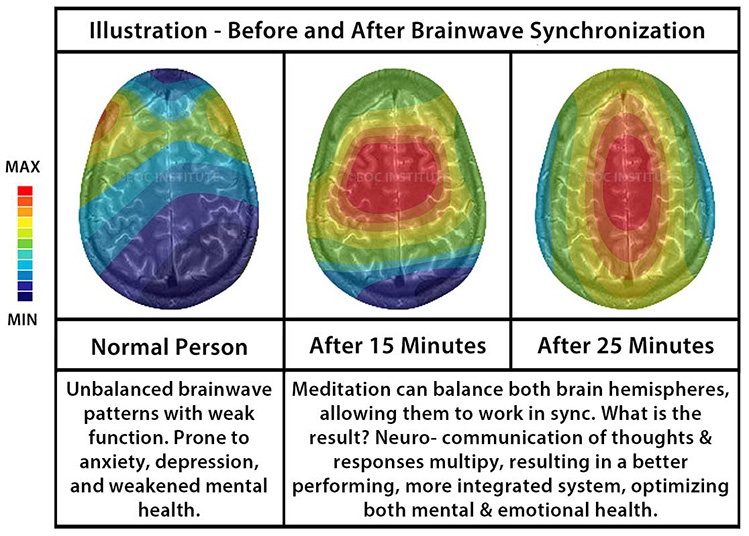 Illustration - Before and After Brainwave Synchronization
MAX
MIN
EOC INSTITUTE
EOC INSTITUTE
EOC INSTITUTE
Normal Person
After 15 Minutes
After 25 Minutes
Unbalanced brainwave
patterns with weak
function. Prone to
anxiety, depression,
and weakened mental
health.
Meditation can balance both brain hemispheres,
allowing them to work in sync. What is the
result? Neuro- communication of thoughts &
responses multipy, resulting in a better
performing, more integrated system, optimizing
both mental & emotional health.